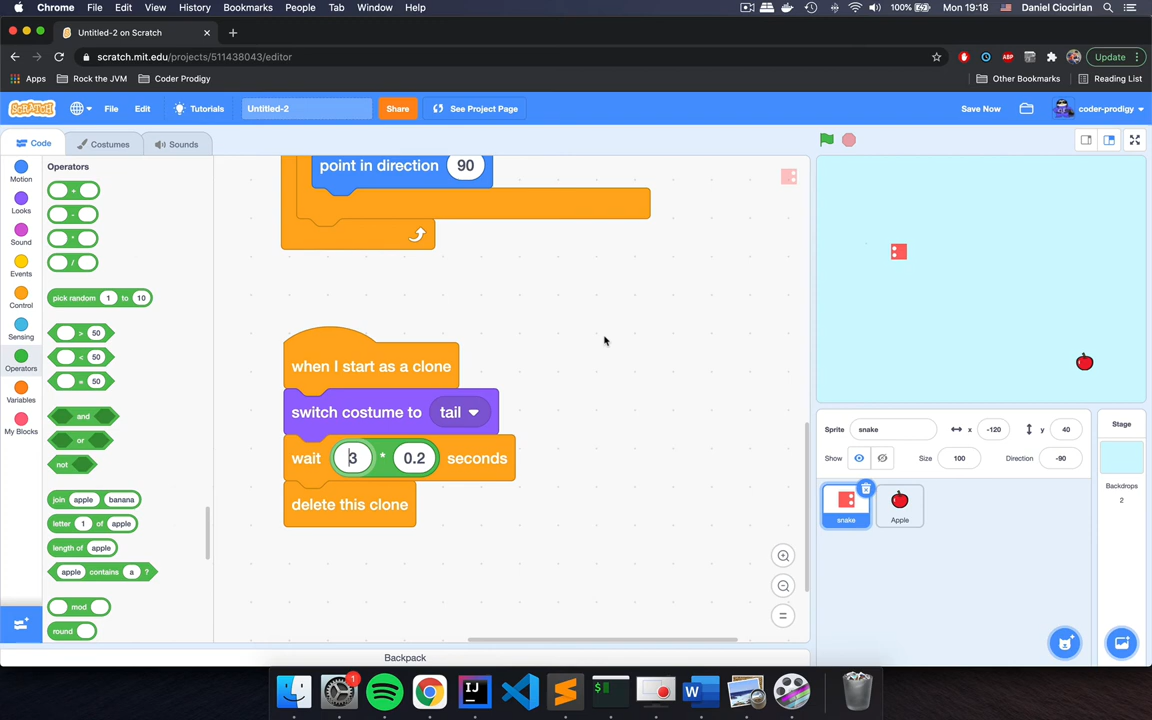 Chrome File Edit View History Bookmarks People Tab Window Help 100% Mon 19:18 Daniel Ciocirlan
Untitled-2 on Scratch
scratch.mit.edu/projects/511438043/editor ABP Update
Apps Rock the JVM Coder Prodigy Other Bookmarks Reading List
SCRATCH File Edit Tutorials Untitled-2 Share See Project Page Save Now coder-prodigy
Code Costumes Sounds
Motion
Looks
Sound
Events
Control
Sensing
Operators
Variables
My Blocks
Operators
+
-
*
/
pick random 1 to 10
> 50
< 50
= 50
and
or
not
join apple banana
letter 1 of apple
length of apple
apple contains a ?
mod
round
point in direction 90
when I start as a clone
switch costume to tail
wait 3 * 0.2 seconds
delete this clone
Backpack
Sprite snake x -120 y 40
Show Size 100 Direction -90
snake
Apple
Stage
Backdrops
2
1